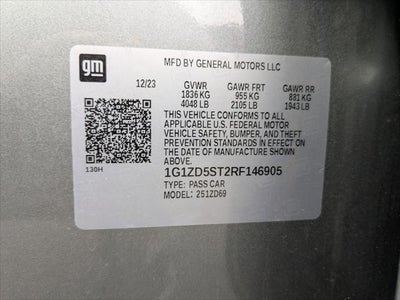 gm
MFD BY GENERAL MOTORS LLC
12/23 GVWR GAWR FRT GAWR RR
1836 KG 955 KG 881 KG
4048 LB 2105 LB 1943 LB
THIS VEHICLE CONFORMS TO ALL
APPLICABLE U.S. FEDERAL MOTOR
VEHICLE SAFETY, BUMPER, AND THEFT
PREVENTION STANDARDS IN EFFECT ON
THE DATE OF MANUFACTURE SHOWN
ABOVE.
130H
1G1ZD5ST2RF146905
TYPE: PASS CAR
MODEL: 251ZD69